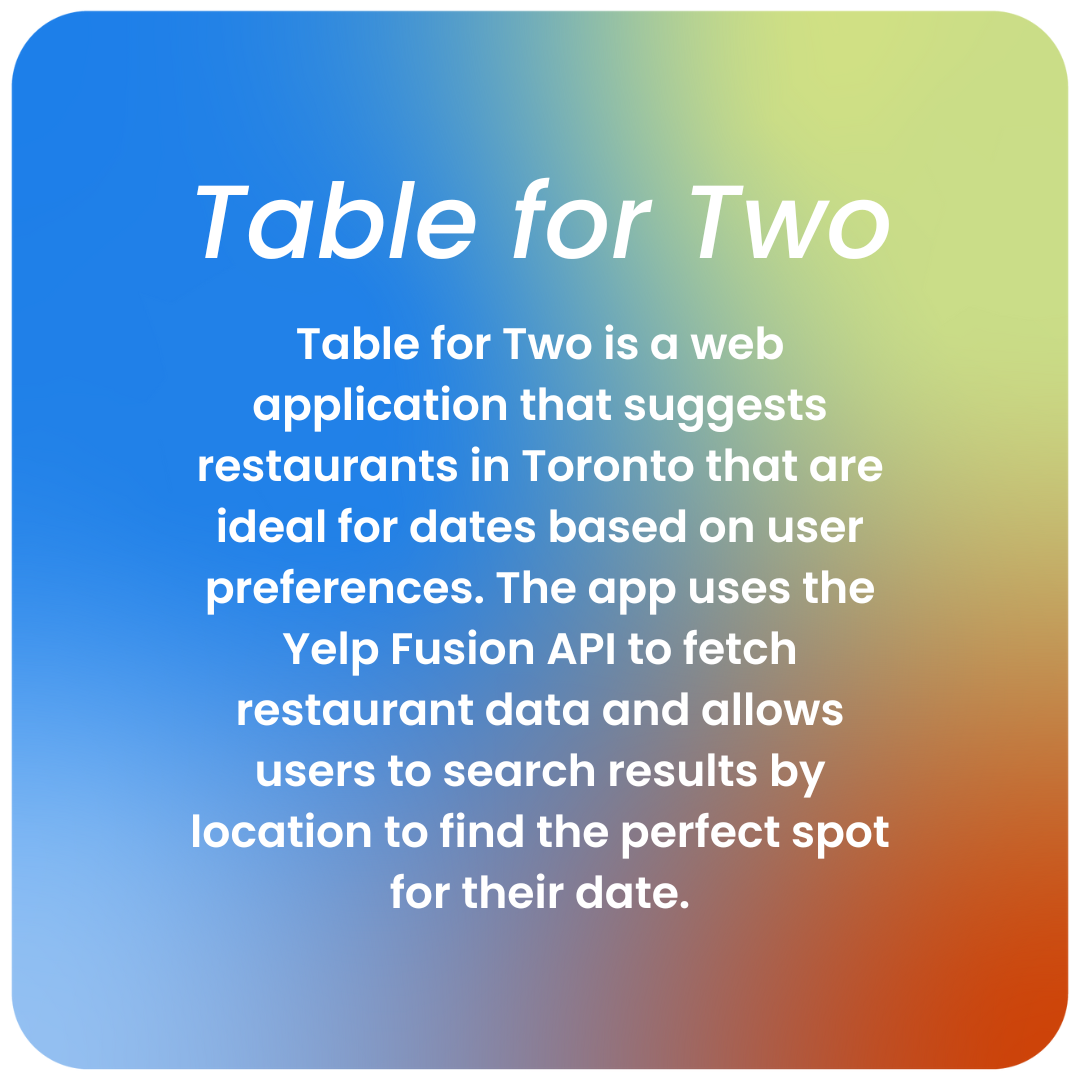 Table for Two
Table for Two is a web
application that suggests
restaurants in Toronto that are
ideal for dates based on user
preferences. The app uses the
Yelp Fusion API to fetch
restaurant data and allows
users to search results by
location to find the perfect spot
for their date.